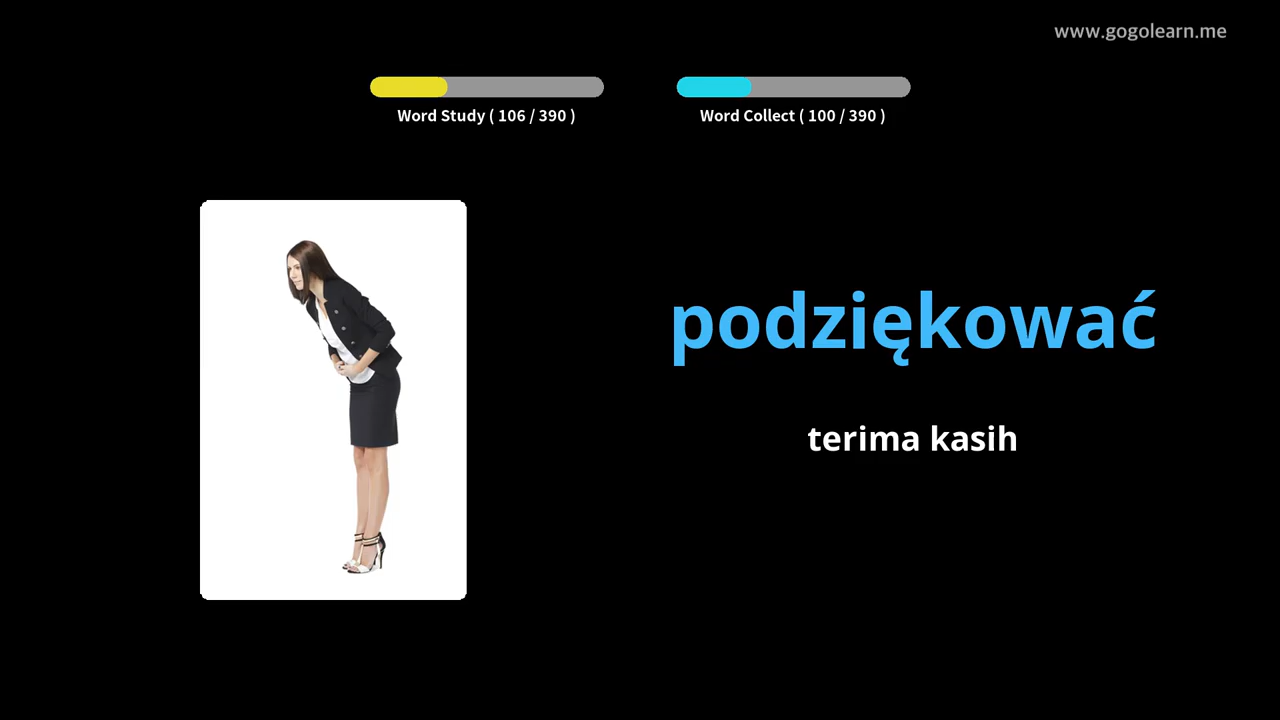 www.gogolearn.me
Word Study ( 106 / 390 )
Word Collect ( 100 / 390 )
podziękować
terima kasih